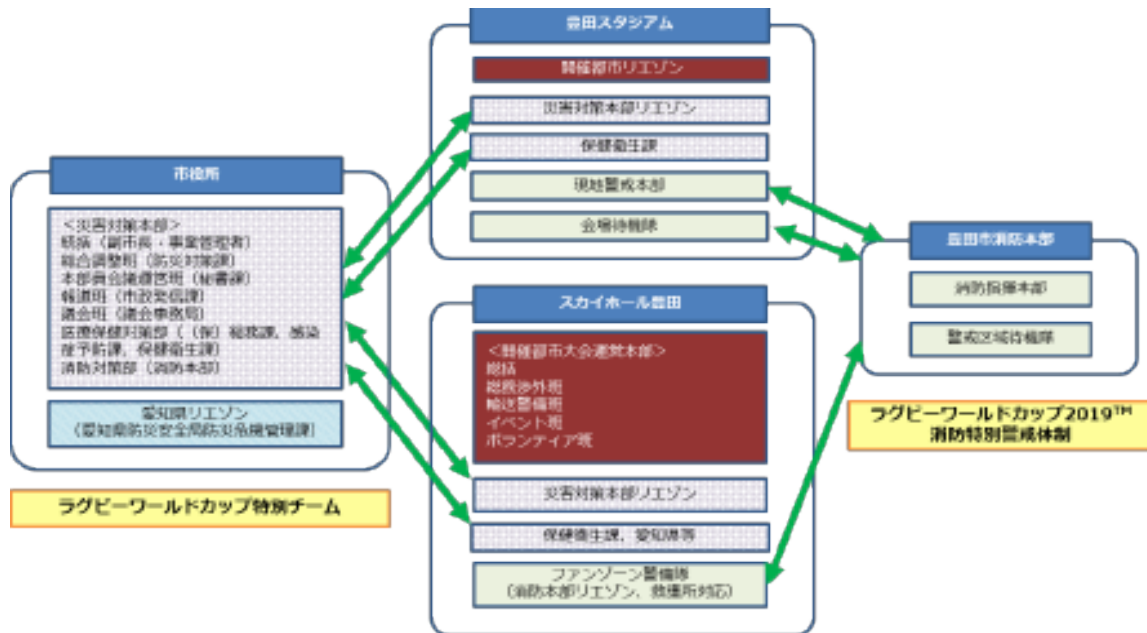 豊田スタジアム
開催都市リエゾン
災害対策本部リエゾン
保健衛生課
現地警戒本部
会場待機隊
市役所
＜災害対策本部＞
統括（副市長・事業管理者）
総合調整班（防災対策課）
本部員会議運営班（秘書課）
報道班（市政発信課）
議会班（議会事務局）
医療保健対策部（（保）総務課、感染
症予防課、保健衛生課）
消防対策部（消防本部）
愛知県リエゾン
（愛知県防災安全局防災危機管理課）
ラグビーワールドカップ特別チーム
スカイホール豊田
＜開催都市大会運営本部＞
総括
総務渉外班
輸送警備班
イベント班
ボランティア班
災害対策本部リエゾン
保健衛生課、愛知県等
ファンゾーン警備隊
（消防本部リエゾン、救護所対応）
豊田市消防本部
消防指揮本部
警戒区域待機隊
ラグビーワールドカップ2019™
消防特別警戒体制